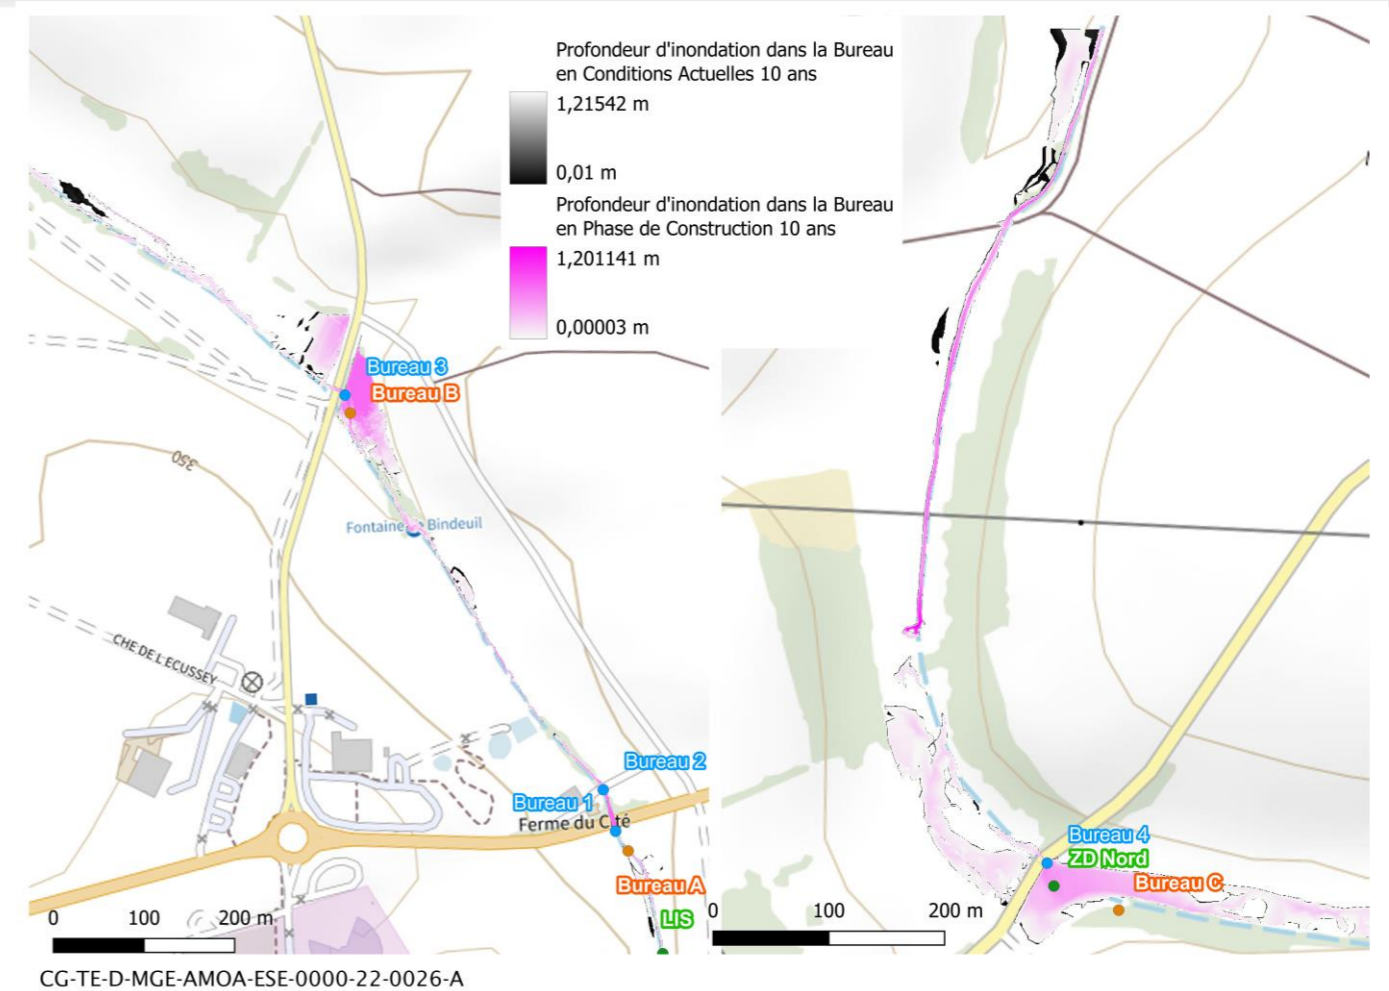 Profondeur d'inondation dans la Bureau
en Conditions Actuelles 10 ans
1,21542 m
0,01 m
Profondeur d'inondation dans la Bureau
en Phase de Construction 10 ans
1,201141 m
0,00003 m
Bureau 3
Bureau B
350
Fontaine Bindeuil
CHE DE L'ECUSSEY
Bureau 2
Bureau 1
Ferme du Cité
Bureau A
LIS
0 100 200 m
Bureau 4
ZD Nord
Bureau C
0 100 200 m
CG-TE-D-MGE-AMOA-ESE-0000-22-0026-A